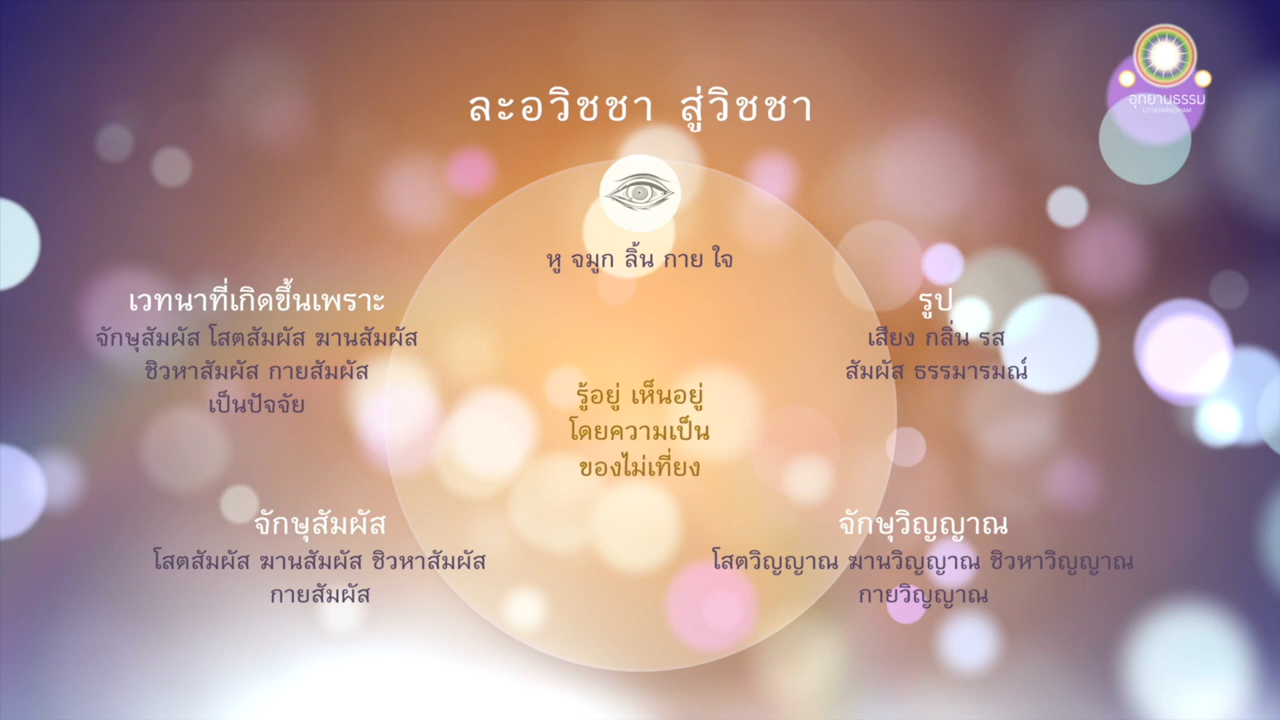 ละอวิชชา สู่วิชชา
อุทยานธรรม
UTTAYARNDHAM
หู จมูก ลิ้น กาย ใจ
เวทนาที่เกิดขึ้นเพราะ
จักษุสัมผัส โสตสัมผัส ฆานสัมผัส
ชิวหาสัมผัส กายสัมผัส
เป็นปัจจัย
รูป
เสียง กลิ่น รส
สัมผัส ธรรมารมณ์
รู้อยู่ เห็นอยู่
โดยความเป็น
ของไม่เที่ยง
จักษุสัมผัส
โสตสัมผัส ฆานสัมผัส ชิวหาสัมผัส
กายสัมผัส
จักษุวิญญาณ
โสตวิญญาณ ฆานวิญญาณ ชิวหาวิญญาณ
กายวิญญาณ